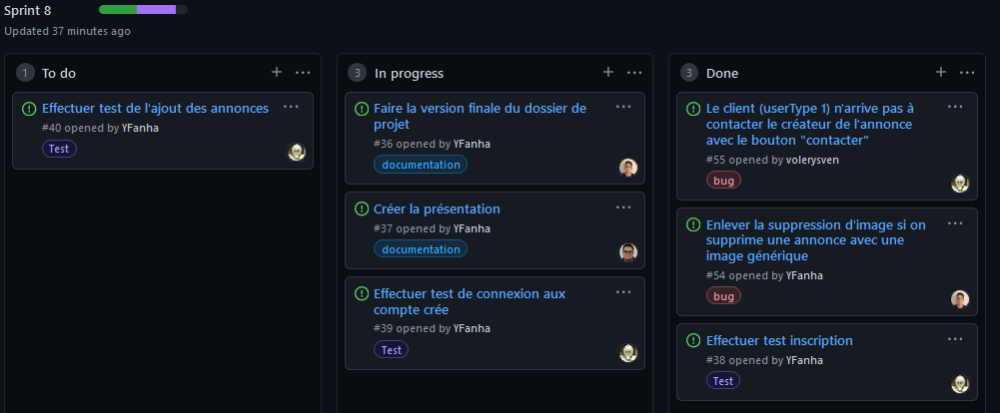 Sprint 8
Updated 37 minutes ago
1 To do
Effectuer test de l'ajout des annonces
#40 opened by YFanha
Test
3 In progress
Faire la version finale du dossier de
projet
#36 opened by YFanha
documentation
Créer la présentation
#37 opened by YFanha
documentation
Effectuer test de connexion aux
compte crée
#39 opened by YFanha
Test
3 Done
Le client (userType 1) n'arrive pas à
contacter le créateur de l'annonce
avec le bouton "contacter"
#55 opened by volerysven
bug
Enlever la suppression d'image si on
supprime une annonce avec une
image générique
#54 opened by YFanha
bug
Effectuer test inscription
#38 opened by YFanha
Test